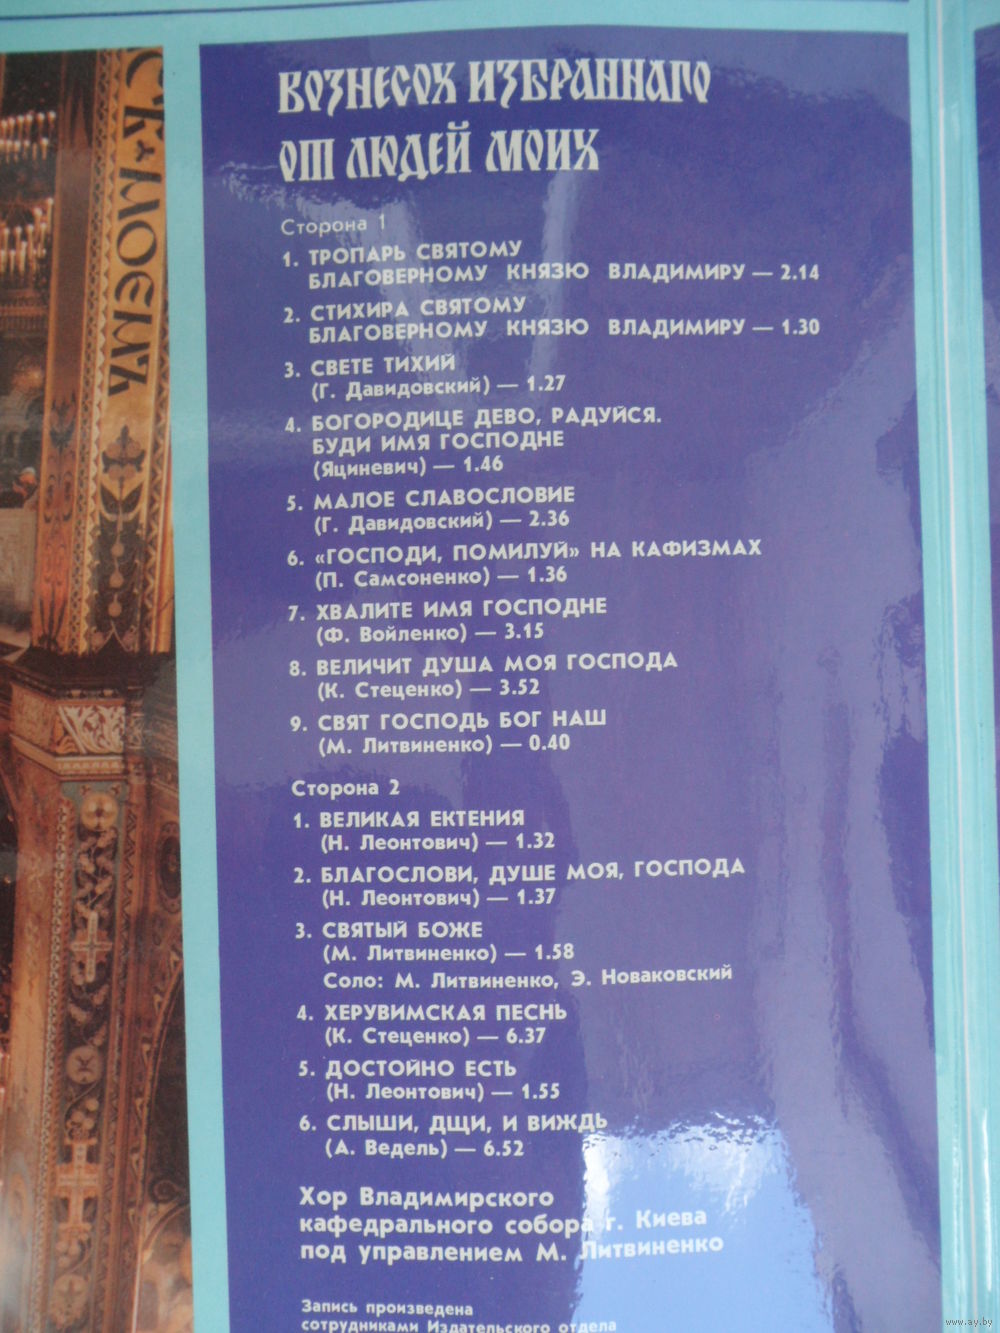 ВОЗНЕСОХ ИЗБРАННАГО
ОТ ЛЮДЕЙ МОИХ
Сторона 1
1. ТРОПАРЬ СВЯТОМУ
БЛАГОВЕРНОМУ КНЯЗЮ ВЛАДИМИРУ — 2.14
2. СТИХИРА СВЯТОМУ
БЛАГОВЕРНОМУ КНЯЗЮ ВЛАДИМИРУ — 1.30
3. СВЕТЕ ТИХИЙ
(Г. Давидовский) — 1.27
4. БОГОРОДИЦЕ ДЕВО, РАДУЙСЯ.
БУДИ ИМЯ ГОСПОДНЕ
(Яциневич) — 1.46
5. МАЛОЕ СЛАВОСЛОВИЕ
(Г. Давидовский) — 2.36
6. «ГОСПОДИ, ПОМИЛУЙ» НА КАФИЗМАХ
(П. Самсоненко) — 1.36
7. ХВАЛИТЕ ИМЯ ГОСПОДНЕ
(Ф. Войленко) — 3.15
8. ВЕЛИЧИТ ДУША МОЯ ГОСПОДА
(К. Стеценко) — 3.52
9. СВЯТ ГОСПОДЬ БОГ НАШ
(М. Литвиненко) — 0.40
Сторона 2
1. ВЕЛИКАЯ ЕКТЕНИЯ
(Н. Леонтович) — 1.32
2. БЛАГОСЛОВИ, ДУШЕ МОЯ, ГОСПОДА
(Н. Леонтович) — 1.37
3. СВЯТЫЙ БОЖЕ
(М. Литвиненко) — 1.58
Соло: М. Литвиненко, Э. Новаковский
4. ХЕРУВИМСКАЯ ПЕСНЬ
(К. Стеценко) — 6.37
5. ДОСТОЙНО ЕСТЬ
(Н. Леонтович) — 1.55
6. СЛЫШИ, ДЩИ, И ВИЖДЬ
(А. Ведель) — 6.52
Хор Владимирского
кафедрального собора г. Киева
под управлением М. Литвиненко
Запись произведена
сотрудниками Издательского отдела
www.ay.by